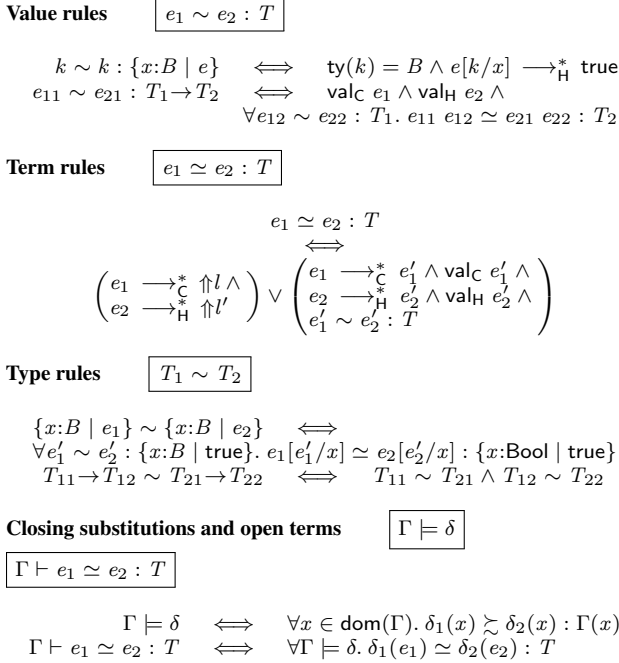 Value rules e₁ ∼ e₂ : T
k ∼ k : {x:B | e} ⟺ ty(k) = B ∧ e[k/x] ⟶*_H true
e₁₁ ∼ e₂₁ : T₁→T₂ ⟺ val_C e₁ ∧ val_H e₂ ∧
∀e₁₂ ∼ e₂₂ : T₁. e₁₁ e₁₂ ≃ e₂₁ e₂₂ : T₂
Term rules e₁ ≃ e₂ : T
e₁ ≃ e₂ : T
⟺
( e₁ ⟶*_C ⇑l ∧ ) ∨ ( e₁ ⟶*_C e′₁ ∧ val_C e′₁ ∧ )
( e₂ ⟶*_H ⇑l′ ) ( e₂ ⟶*_H e′₂ ∧ val_H e′₂ ∧ )
( e′₁ ∼ e′₂ : T )
Type rules T₁ ∼ T₂
{x:B | e₁} ∼ {x:B | e₂} ⟺
∀e′₁ ∼ e′₂ : {x:B | true}. e₁[e′₁/x] ≃ e₂[e′₂/x] : {x:Bool | true}
T₁₁→T₁₂ ∼ T₂₁→T₂₂ ⟺ T₁₁ ∼ T₂₁ ∧ T₁₂ ∼ T₂₂
Closing substitutions and open terms Γ ⊨ δ
Γ ⊢ e₁ ≃ e₂ : T
Γ ⊨ δ ⟺ ∀x ∈ dom(Γ). δ₁(x) ≿ δ₂(x) : Γ(x)
Γ ⊢ e₁ ≃ e₂ : T ⟺ ∀Γ ⊨ δ. δ₁(e₁) ≃ δ₂(e₂) : T